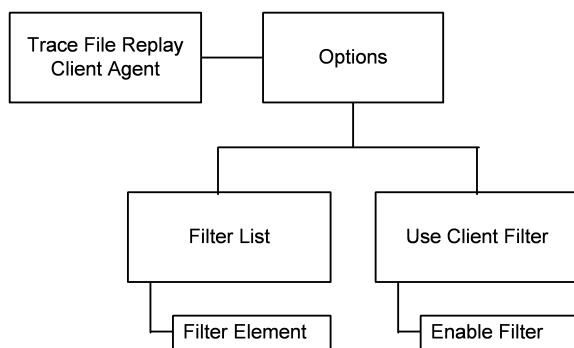 Trace File Replay
Client Agent
Options
Filter List
Use Client Filter
Filter Element
Enable Filter